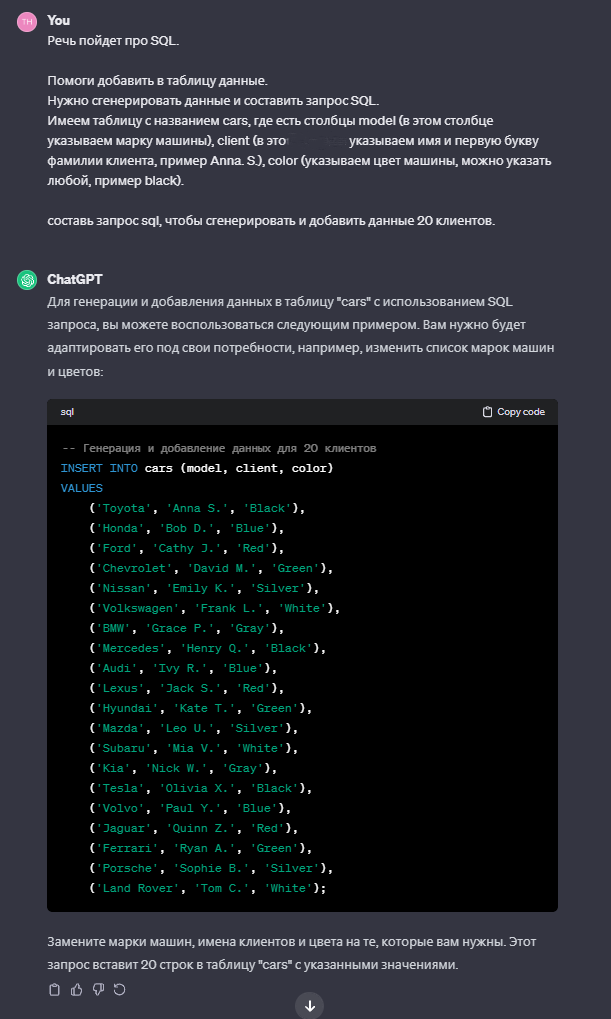 TH You
Речь пойдет про SQL.
Помоги добавить в таблицу данные.
Нужно сгенерировать данные и составить запрос SQL.
Имеем таблицу с названием cars, где есть столбцы model (в этом столбце
указываем марку машины), client (в это указываем имя и первую букву
фамилии клиента, пример Anna. S.), color (указываем цвет машины, можно указать
любой, пример black).
составь запрос sql, чтобы сгенерировать и добавить данные 20 клиентов.
ChatGPT
Для генерации и добавления данных в таблицу "cars" с использованием SQL
запроса, вы можете воспользоваться следующим примером. Вам нужно будет
адаптировать его под свои потребности, например, изменить список марок машин
и цветов:
sql Copy code
-- Генерация и добавление данных для 20 клиентов
INSERT INTO cars (model, client, color)
VALUES
('Toyota', 'Anna S.', 'Black'),
('Honda', 'Bob D.', 'Blue'),
('Ford', 'Cathy J.', 'Red'),
('Chevrolet', 'David M.', 'Green'),
('Nissan', 'Emily K.', 'Silver'),
('Volkswagen', 'Frank L.', 'White'),
('BMW', 'Grace P.', 'Gray'),
('Mercedes', 'Henry Q.', 'Black'),
('Audi', 'Ivy R.', 'Blue'),
('Lexus', 'Jack S.', 'Red'),
('Hyundai', 'Kate T.', 'Green'),
('Mazda', 'Leo U.', 'Silver'),
('Subaru', 'Mia V.', 'White'),
('Kia', 'Nick W.', 'Gray'),
('Tesla', 'Olivia X.', 'Black'),
('Volvo', 'Paul Y.', 'Blue'),
('Jaguar', 'Quinn Z.', 'Red'),
('Ferrari', 'Ryan A.', 'Green'),
('Porsche', 'Sophie B.', 'Silver'),
('Land Rover', 'Tom C.', 'White');
Замените марки машин, имена клиентов и цвета на те, которые вам нужны. Этот
запрос вставит 20 строк в таблицу "cars" с указанными значениями.